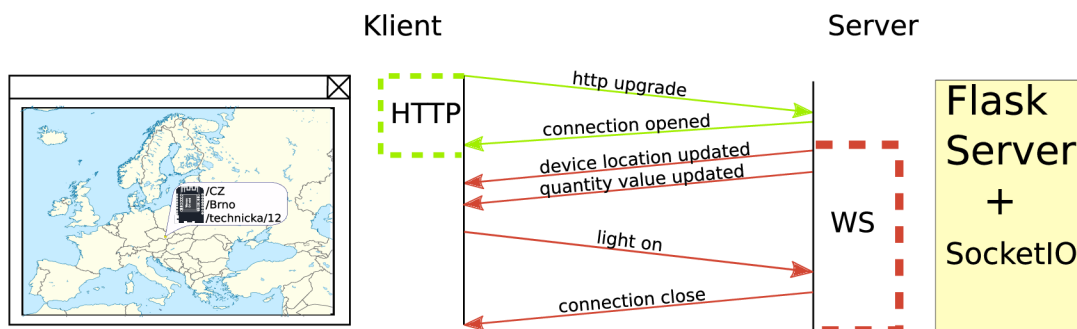 Klient
Server
HTTP
http upgrade
connection opened
device location updated
quantity value updated
light on
connection close
WS
/CZ
/Brno
/technicka/12
Flask
Server
+
SocketIO